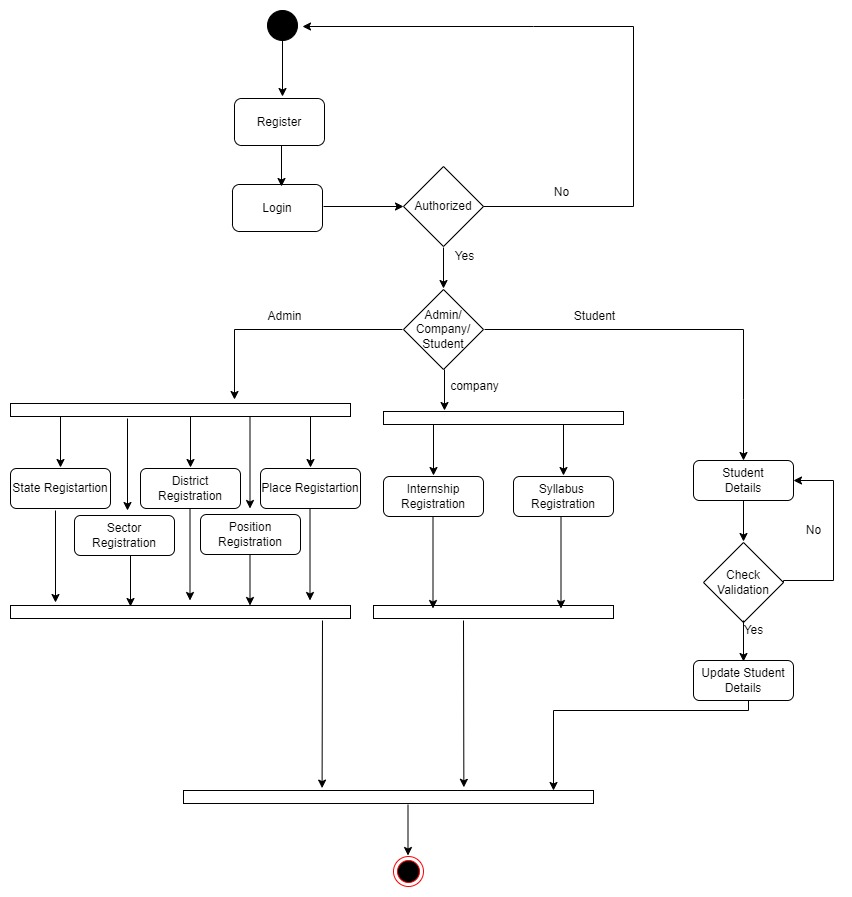 Register
Login
Authorized
No
Yes
Admin/
Company/
Student
Admin
Student
company
State Registartion
District
Registration
Place Registartion
Sector
Registration
Position
Registration
Internship
Registration
Syllabus
Registration
Student
Details
No
Check
Validation
Yes
Update Student
Details